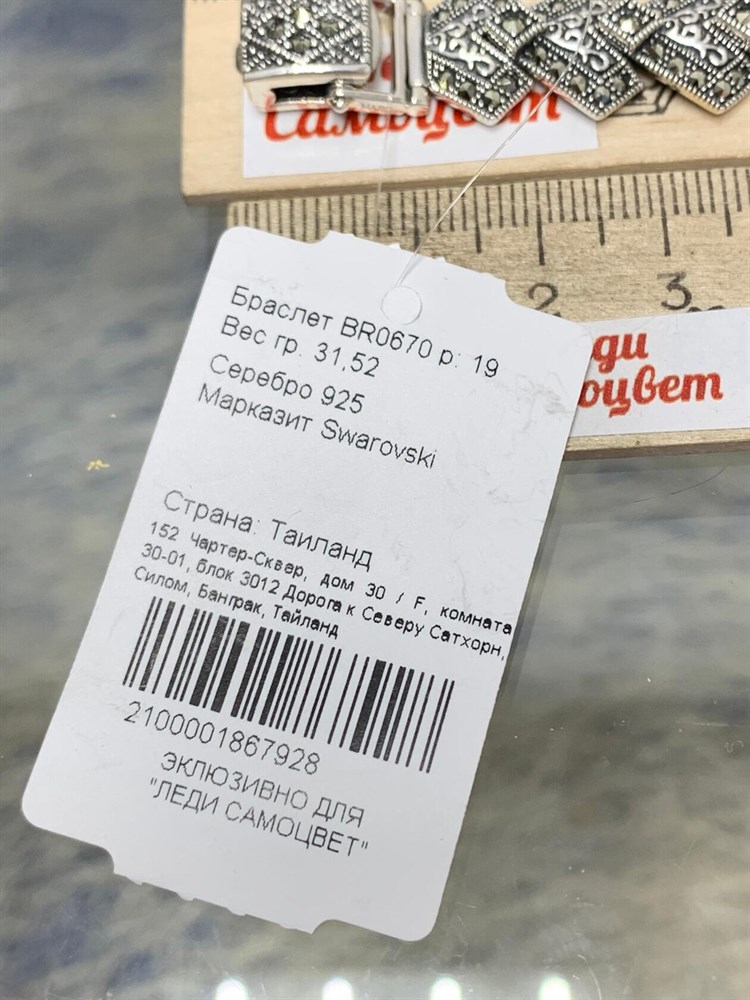 Самоцвет
2 3
ди
оцвет
Браслет BR0670 р: 19
Вес гр. 31,52
Серебро 925
Марказит Swarovski
Страна: Таиланд
152 Чартер-Сквер, дом 30 / F, комната
30-01, блок 3012 Дорога к Северу Сатхорн,
Силом, Банграк, Тайланд
2100001867928
ЭКЛЮЗИВНО ДЛЯ
"ЛЕДИ САМОЦВЕТ"